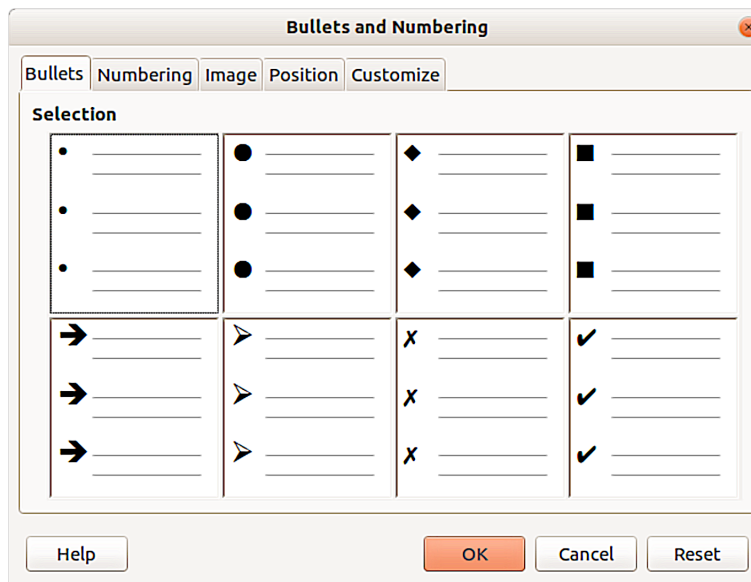 Bullets and Numbering
Bullets Numbering Image Position Customize
Selection
Help OK Cancel Reset